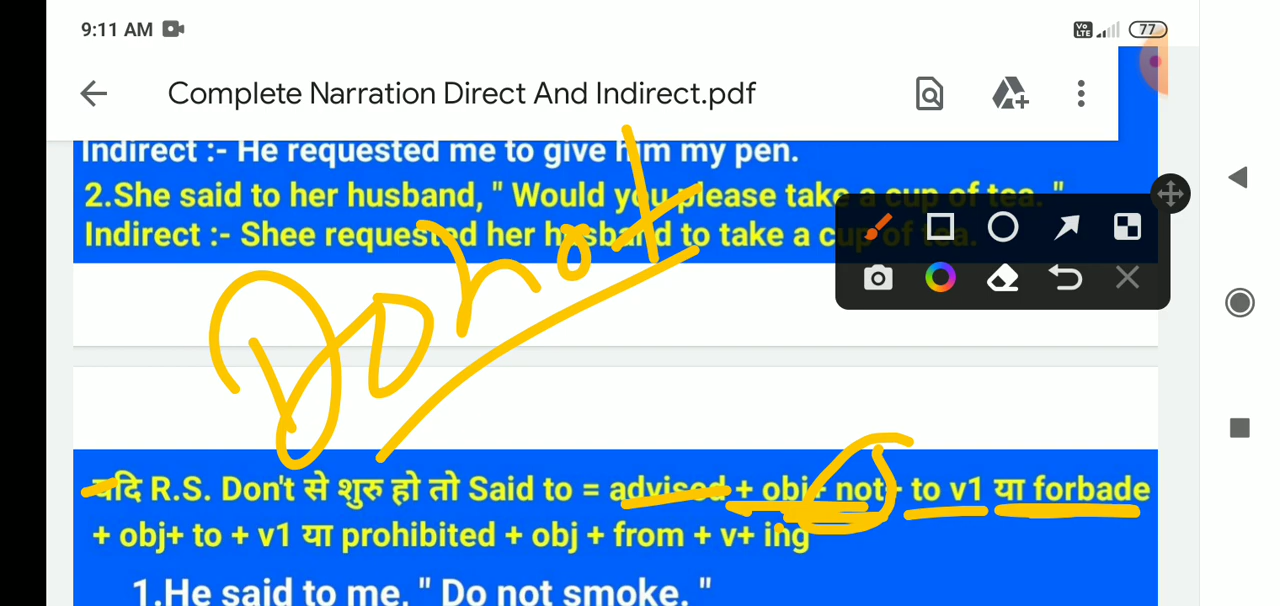 9:11 AM
Vo LTE 77
Complete Narration Direct And Indirect.pdf
Indirect :- He requested me to give him my pen.
2.She said to her husband, " Would you please take a cup of tea. "
Indirect :- Shee requested her husband to take a cup of tea.
Do not
यदि R.S. Don't से शुरु हो तो Said to = advised + obj+ not+ to v1 या forbade
+ obj+ to + v1 या prohibited + obj + from + v+ ing
1.He said to me, " Do not smoke. "